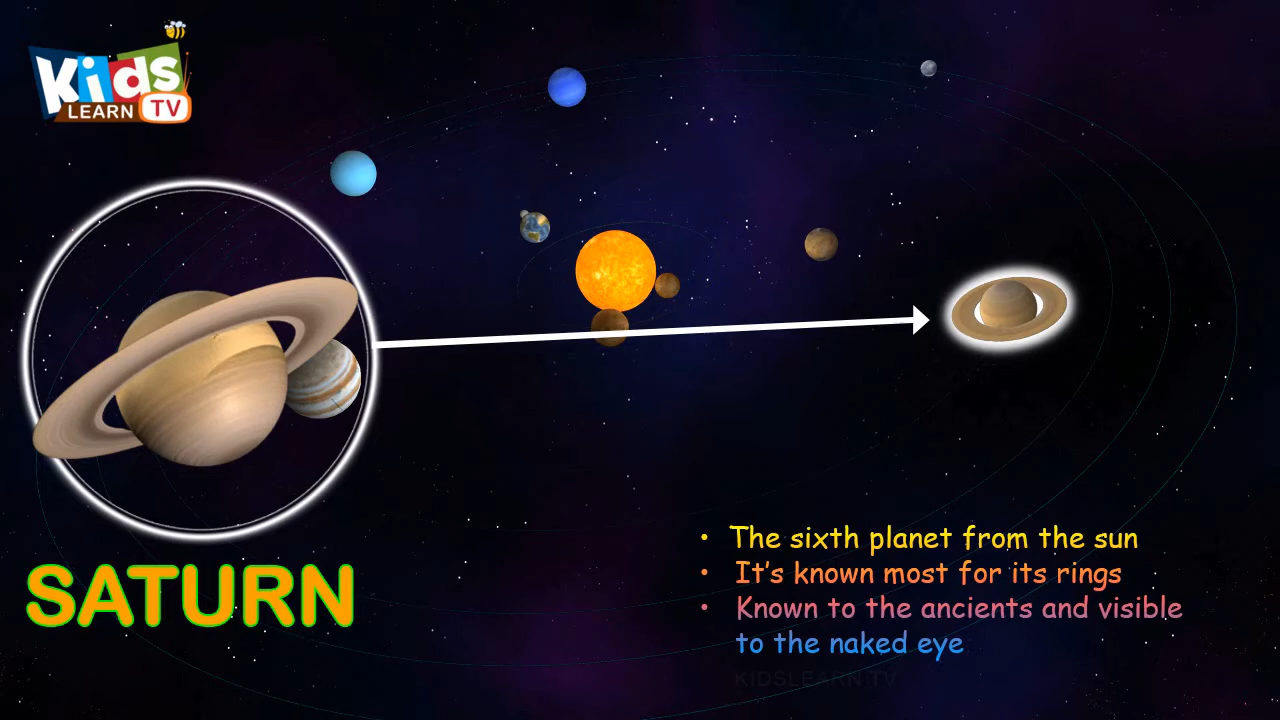 Kids
LEARN TV
SATURN
• The sixth planet from the sun
• It's known most for its rings
• Known to the ancients and visible
to the naked eye
KIDSLEARN TV